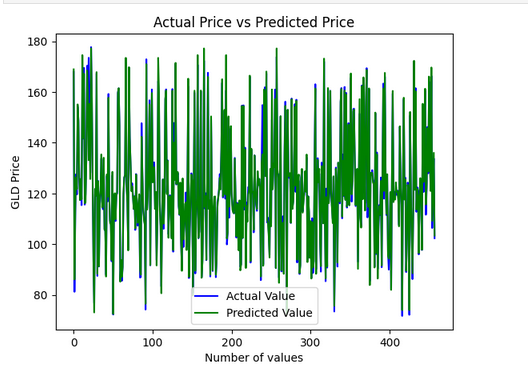 Actual Price vs Predicted Price
180
160
140
120
100
80
GLD Price
Actual Value
Predicted Value
0
100
200
300
400
Number of values